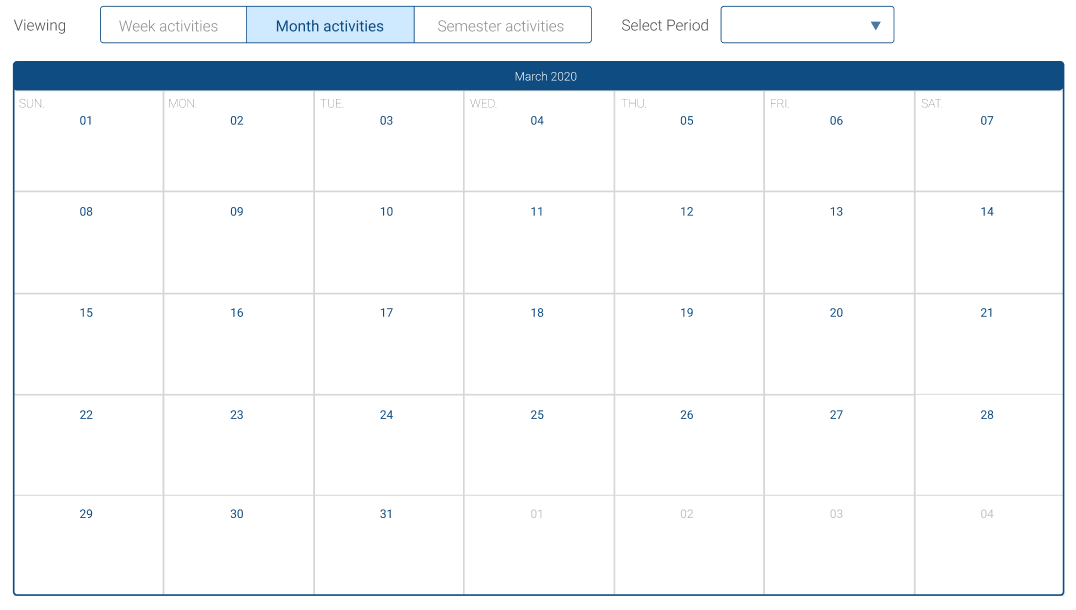 Viewing Week activities Month activities Semester activities Select Period
March 2020
SUN. MON. TUE. WED. THU. FRI. SAT.
01 02 03 04 05 06 07
08 09 10 11 12 13 14
15 16 17 18 19 20 21
22 23 24 25 26 27 28
29 30 31 01 02 03 04